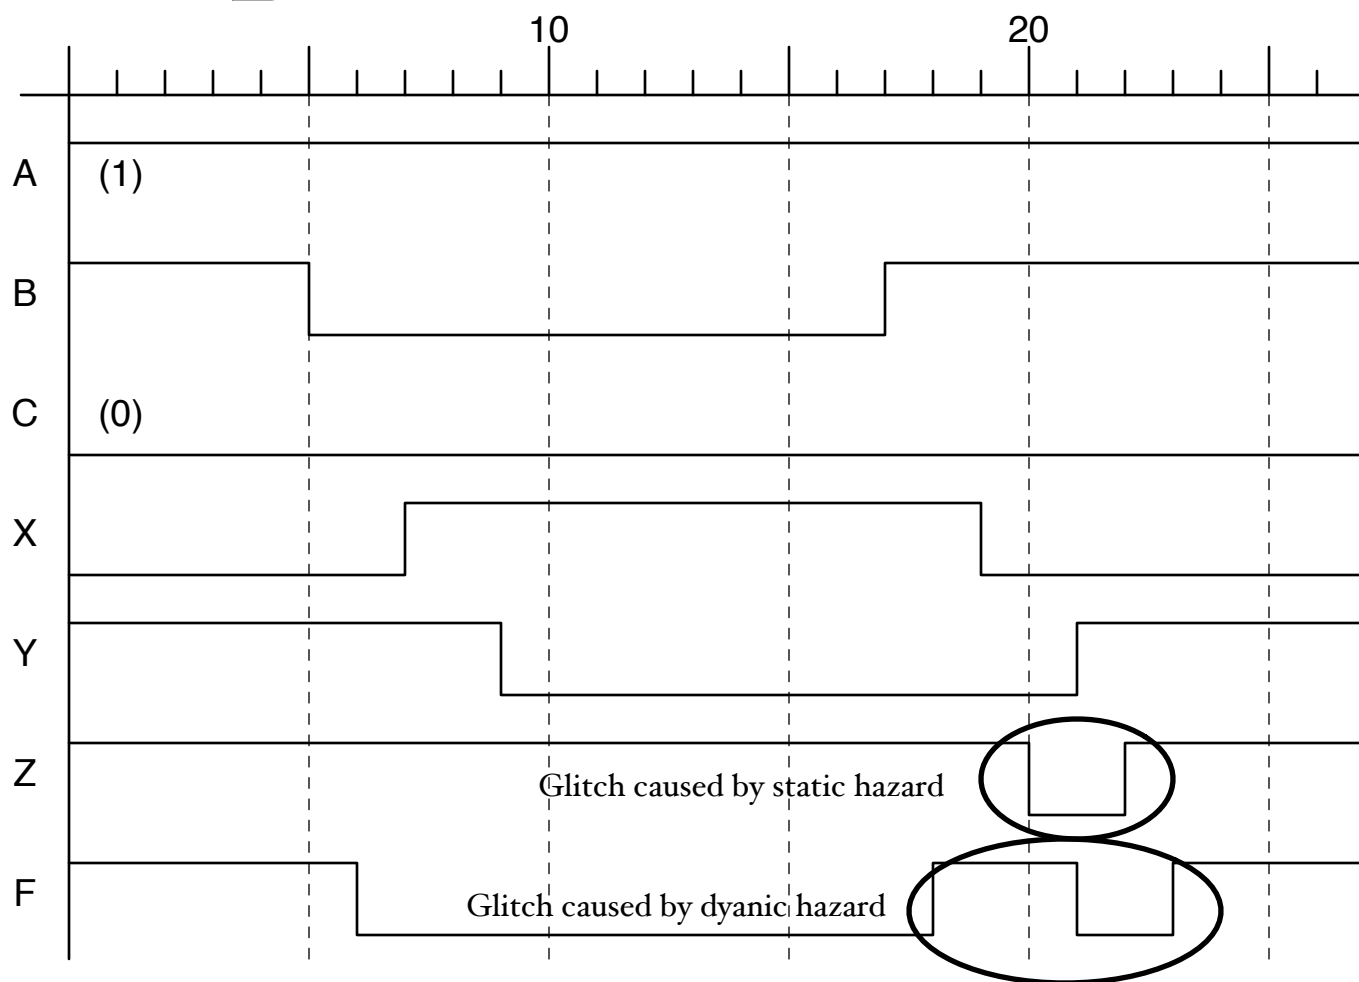 10 20
A (1)
B
C (0)
X
Y
Z Glitch caused by static hazard
F Glitch caused by dyanic hazard